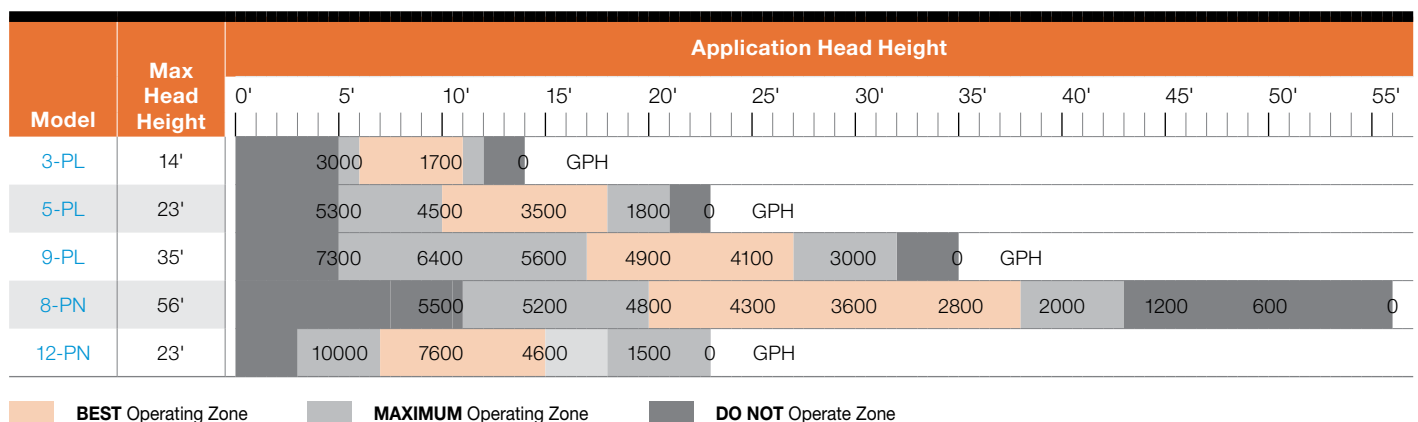 Application Head Height
Model Max Head Height
0' 5' 10' 15' 20' 25' 30' 35' 40' 45' 50' 55'
3-PL 14' 3000 1700 0 GPH
5-PL 23' 5300 4500 3500 1800 0 GPH
9-PL 35' 7300 6400 5600 4900 4100 3000 0 GPH
8-PN 56' 5500 5200 4800 4300 3600 2800 2000 1200 600 0
12-PN 23' 10000 7600 4600 1500 0 GPH
BEST Operating Zone MAXIMUM Operating Zone DO NOT Operate Zone